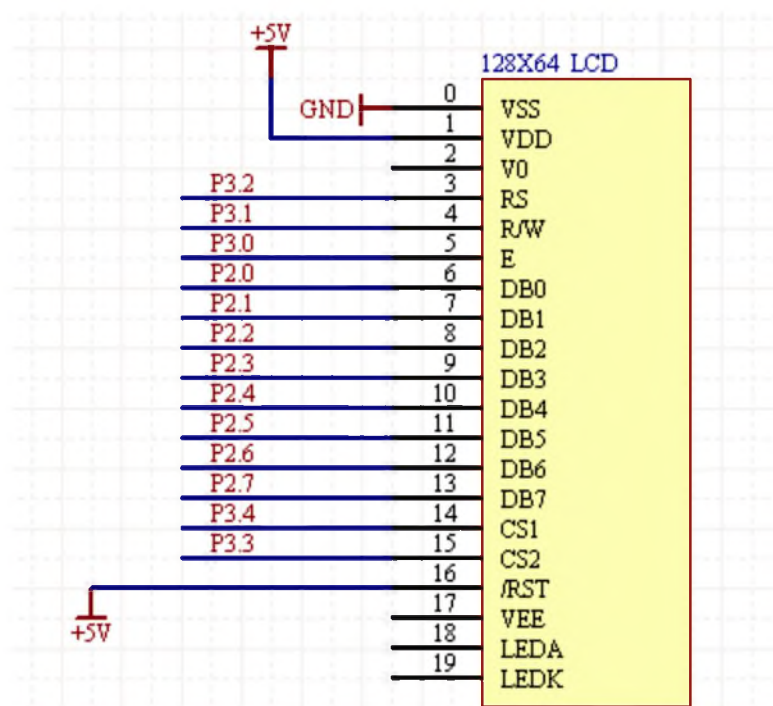 +5V
128X64 LCD
GND 0 VSS
1 VDD
2 V0
P3.2 3 RS
P3.1 4 R/W
P3.0 5 E
P2.0 6 DB0
P2.1 7 DB1
P2.2 8 DB2
P2.3 9 DB3
P2.4 10 DB4
P2.5 11 DB5
P2.6 12 DB6
P2.7 13 DB7
P3.4 14 CS1
P3.3 15 CS2
16 /RST
+5V 17 VEE
18 LEDA
19 LEDK